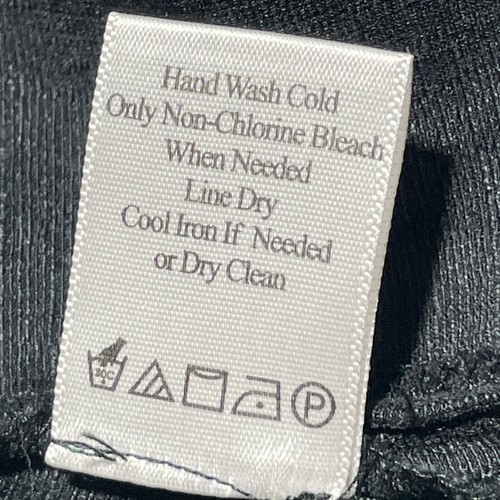 Hand Wash Cold
Only Non-Chlorine Bleach
When Needed
Line Dry
Cool Iron If Needed
or Dry Clean
30C P